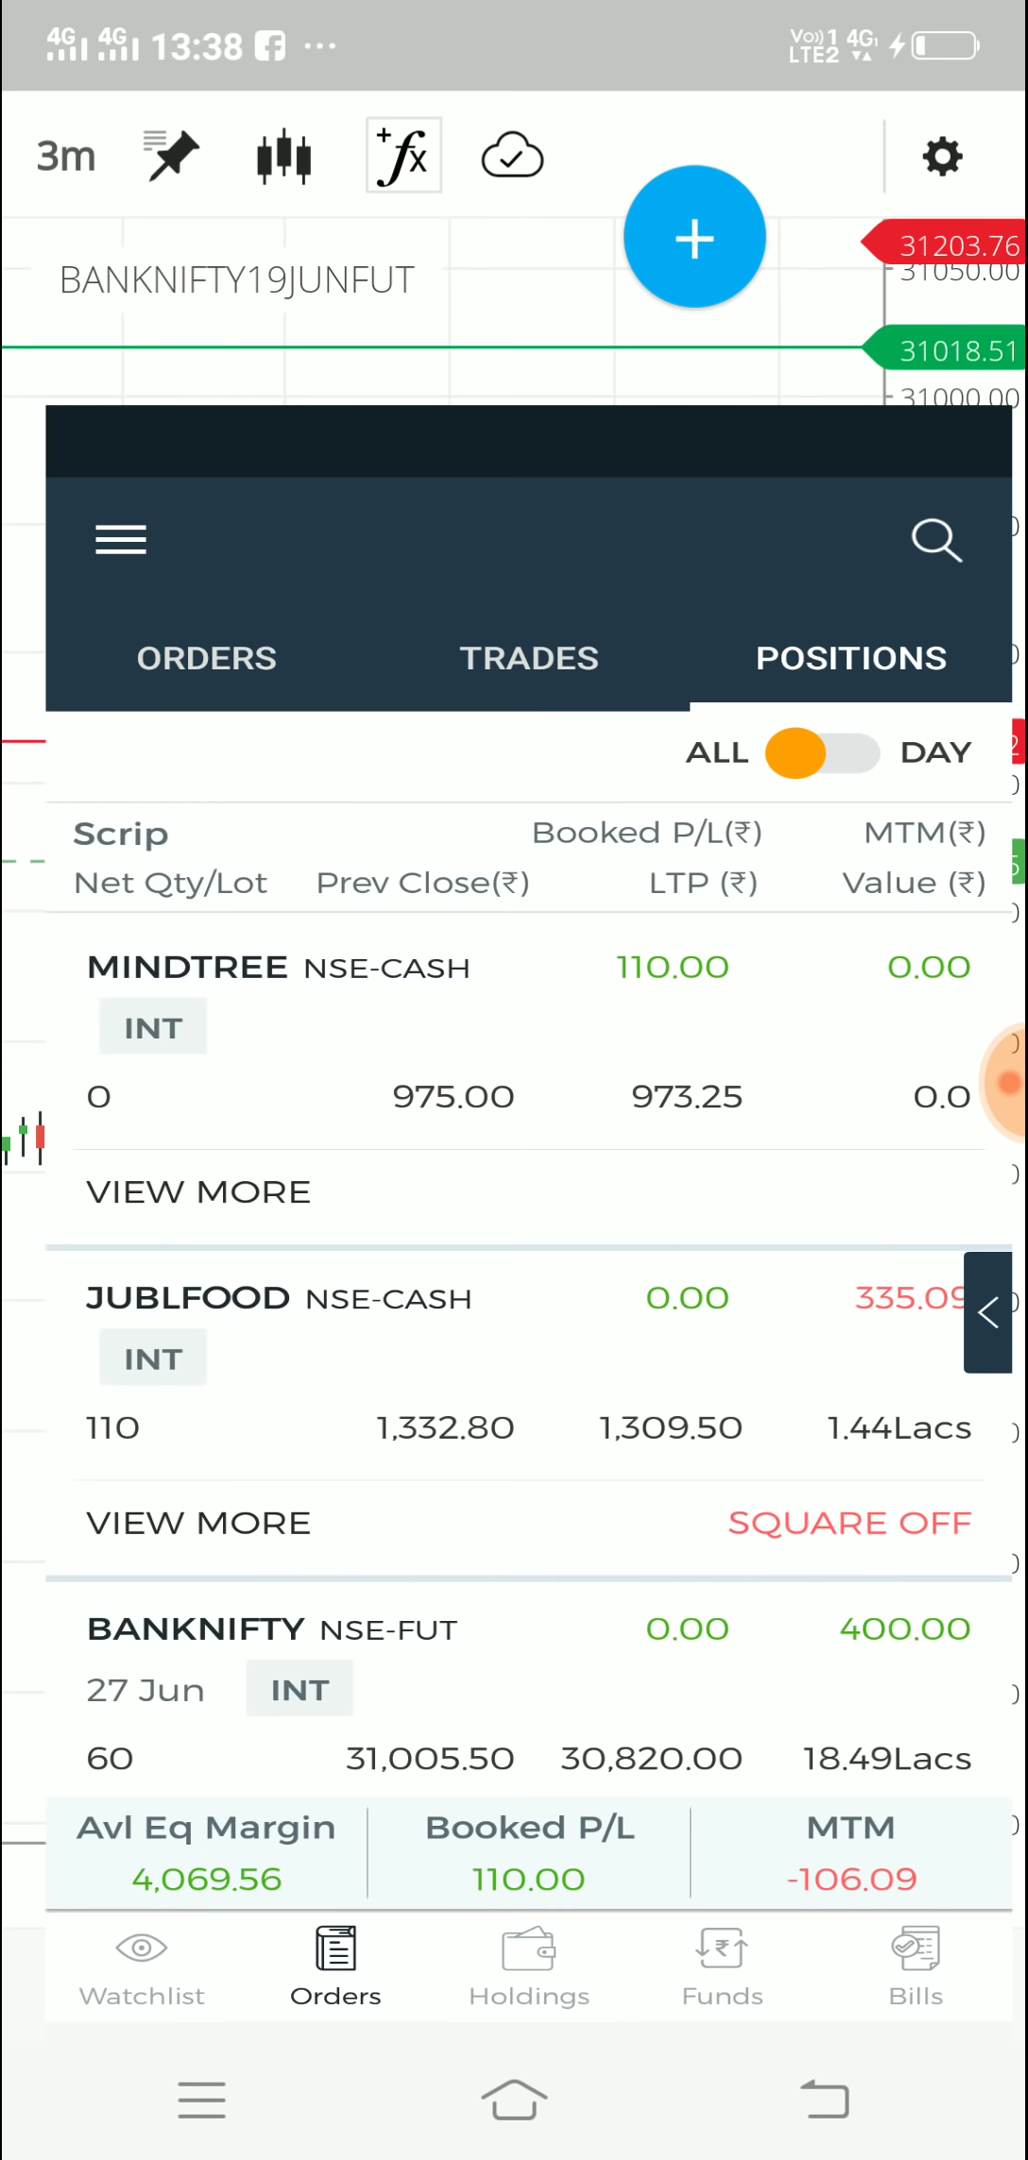 4G 4G 13:38 ... Vo)) 1 4G
LTE2
3m +fx
31203.76
31050.00
BANKNIFTY19JUNFUT
31018.51
31000.00
ORDERS TRADES POSITIONS
ALL DAY
Scrip Booked P/L(₹) MTM(₹)
Net Qty/Lot Prev Close(₹) LTP (₹) Value (₹)
MINDTREE NSE-CASH 110.00 0.00
INT
0 975.00 973.25 0.0
VIEW MORE
JUBLFOOD NSE-CASH 0.00 335.09
INT
110 1,332.80 1,309.50 1.44Lacs
VIEW MORE SQUARE OFF
BANKNIFTY NSE-FUT 0.00 400.00
27 Jun INT
60 31,005.50 30,820.00 18.49Lacs
Avl Eq Margin Booked P/L MTM
4,069.56 110.00 -106.09
Watchlist Orders Holdings Funds Bills